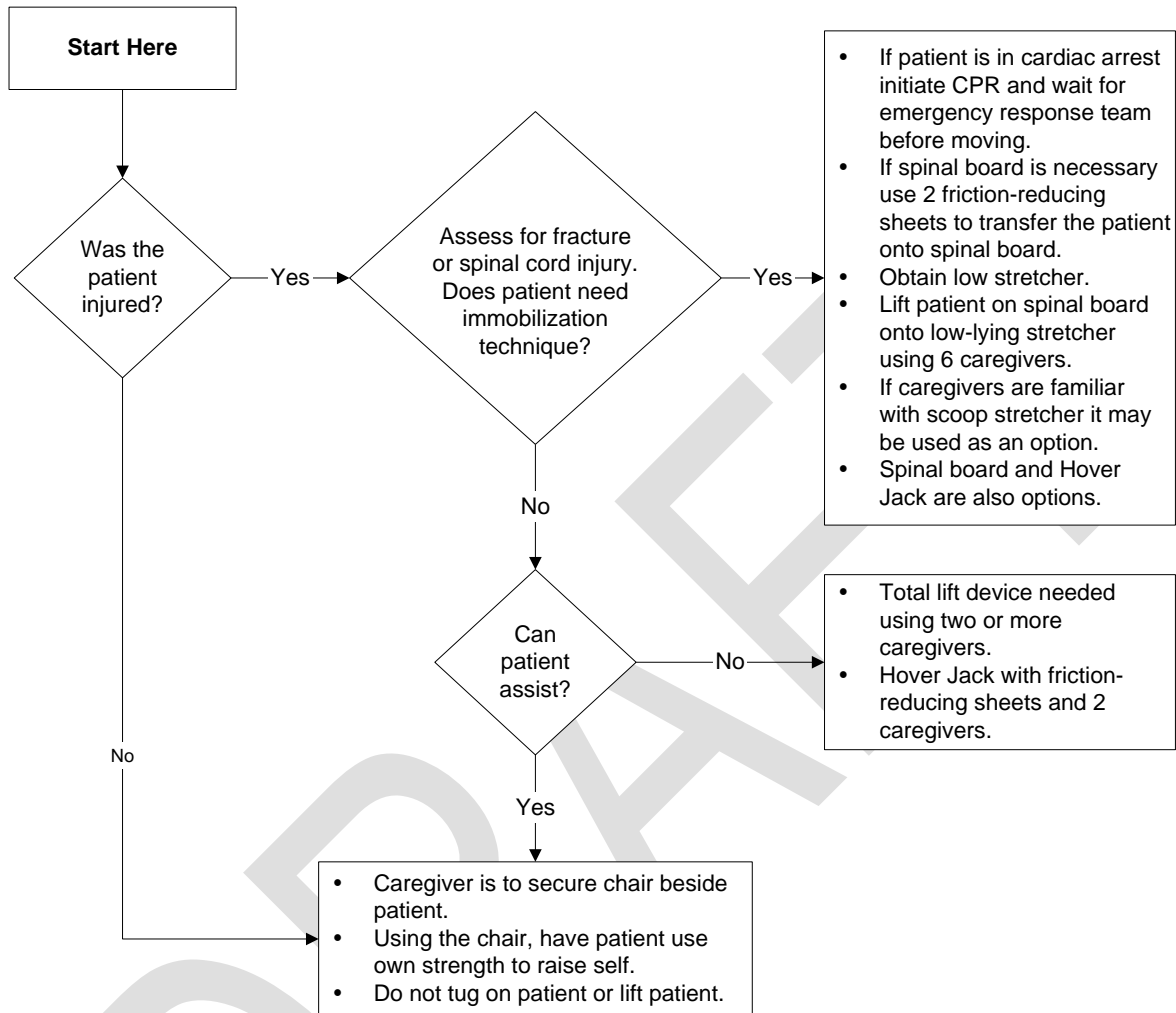 Start Here
Was the
patient
injured?
Yes
Assess for fracture
or spinal cord injury.
Does patient need
immobilization
technique?
Yes
• If patient is in cardiac arrest
initiate CPR and wait for
emergency response team
before moving.
• If spinal board is necessary
use 2 friction-reducing
sheets to transfer the patient
onto spinal board.
• Obtain low stretcher.
• Lift patient on spinal board
onto low-lying stretcher
using 6 caregivers.
• If caregivers are familiar
with scoop stretcher it may
be used as an option.
• Spinal board and Hover
Jack are also options.
No
Can
patient
assist?
No
• Total lift device needed
using two or more
caregivers.
• Hover Jack with friction-
reducing sheets and 2
caregivers.
No
Yes
• Caregiver is to secure chair beside
patient.
• Using the chair, have patient use
own strength to raise self.
• Do not tug on patient or lift patient.
DRAFT